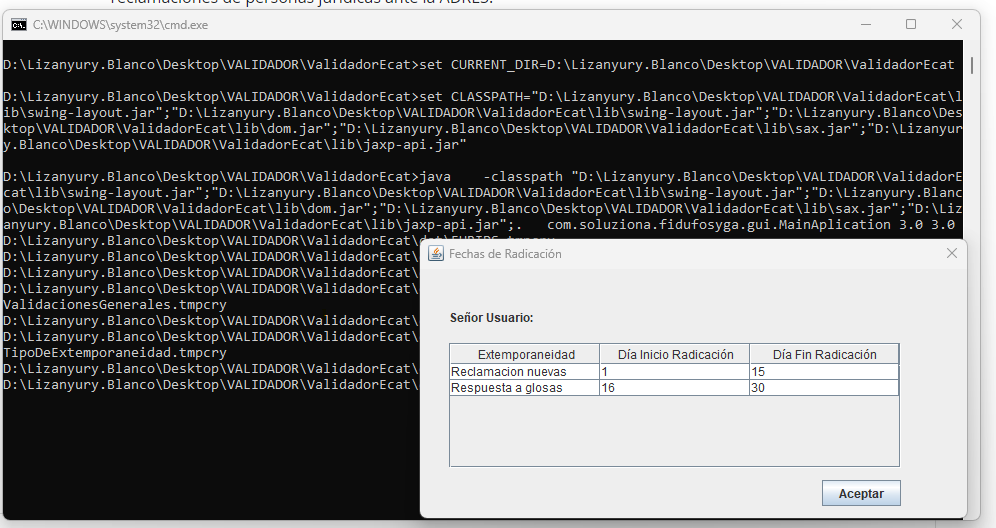 reclamaciones de personas jurídicas ante la ADRES.
C:\WINDOWS\system32\cmd.exe
D:\Lizanyury.Blanco\Desktop\VALIDADOR\ValidadorEcat>set CURRENT_DIR=D:\Lizanyury.Blanco\Desktop\VALIDADOR\ValidadorEcat
D:\Lizanyury.Blanco\Desktop\VALIDADOR\ValidadorEcat>set CLASSPATH="D:\Lizanyury.Blanco\Desktop\VALIDADOR\ValidadorEcat\l
ib\swing-layout.jar";"D:\Lizanyury.Blanco\Desktop\VALIDADOR\ValidadorEcat\lib\swing-layout.jar";"D:\Lizanyury.Blanco\Des
ktop\VALIDADOR\ValidadorEcat\lib\dom.jar";"D:\Lizanyury.Blanco\Desktop\VALIDADOR\ValidadorEcat\lib\sax.jar";"D:\Lizanyur
y.Blanco\Desktop\VALIDADOR\ValidadorEcat\lib\jaxp-api.jar"
D:\Lizanyury.Blanco\Desktop\VALIDADOR\ValidadorEcat>java    -classpath "D:\Lizanyury.Blanco\Desktop\VALIDADOR\ValidadorE
cat\lib\swing-layout.jar";"D:\Lizanyury.Blanco\Desktop\VALIDADOR\ValidadorEcat\lib\swing-layout.jar";"D:\Lizanyury.Blanc
o\Desktop\VALIDADOR\ValidadorEcat\lib\dom.jar";"D:\Lizanyury.Blanco\Desktop\VALIDADOR\ValidadorEcat\lib\sax.jar";"D:\Liz
anyury.Blanco\Desktop\VALIDADOR\ValidadorEcat\lib\jaxp-api.jar";.   com.soluziona.fidufosyga.gui.MainAplication 3.0 3.0
D:\Lizanyury.Blanco\Desktop\VALIDADOR\ValidadorEcat\
D:\Lizanyury.Blanco\Desktop\VALIDADOR\ValidadorEcat\
D:\Lizanyury.Blanco\Desktop\VALIDADOR\ValidadorEcat\
D:\Lizanyury.Blanco\Desktop\VALIDADOR\ValidadorEcat\
ValidacionesGenerales.tmpcry
D:\Lizanyury.Blanco\Desktop\VALIDADOR\ValidadorEcat\
D:\Lizanyury.Blanco\Desktop\VALIDADOR\ValidadorEcat\
TipoDeExtemporaneidad.tmpcry
D:\Lizanyury.Blanco\Desktop\VALIDADOR\ValidadorEcat\
D:\Lizanyury.Blanco\Desktop\VALIDADOR\ValidadorEcat\
Fechas de Radicación
Señor Usuario:
Extemporaneidad Día Inicio Radicación Día Fin Radicación
Reclamacion nuevas 1 15
Respuesta a glosas 16 30
Aceptar